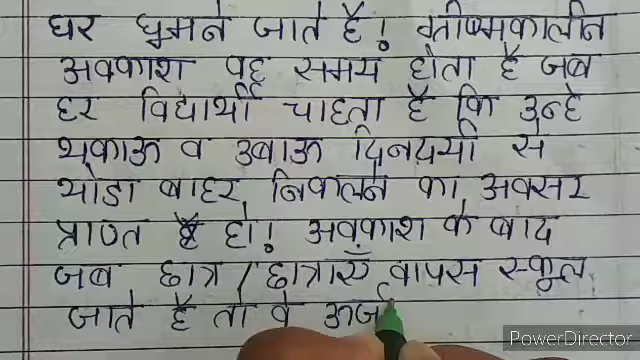 घर घुमने जाते है! ग्रीष्मकालीन
अवकाश वह समय होता है जब
हर विद्यार्थी चाहता है कि उन्हे
थकाऊ व उबाऊ दिनचर्या से
थोडा बाहर निकलने का अवसर
प्राप्त हो! अवकाश के बाद
जब छात्र / छात्राएँ वापस स्कूल
जाते है तो वे ऊर्ज
PowerDirector